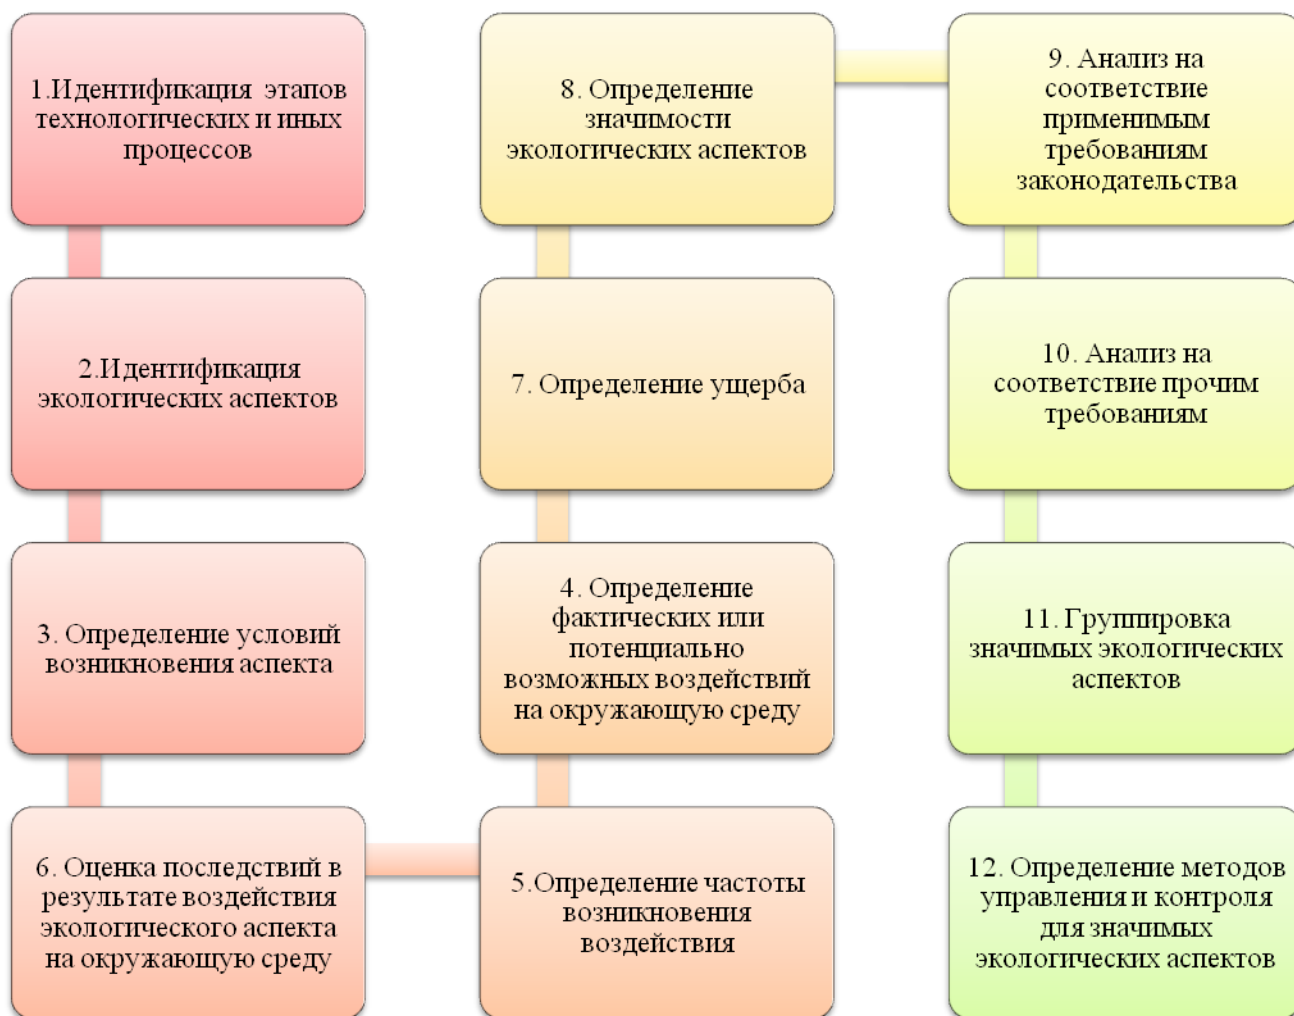 1.Идентификация этапов
технологических и иных
процессов
2.Идентификация
экологических аспектов
3. Определение условий
возникновения аспекта
6. Оценка последствий в
результате воздействия
экологического аспекта
на окружающую среду
5.Определение частоты
возникновения
воздействия
4. Определение
фактических или
потенциально
возможных воздействий
на окружающую среду
7. Определение ущерба
8. Определение
значимости
экологических аспектов
9. Анализ на
соответствие
применимым
требованиям
законодательства
10. Анализ на
соответствие прочим
требованиям
11. Группировка
значимых экологических
аспектов
12. Определение методов
управления и контроля
для значимых
экологических аспектов